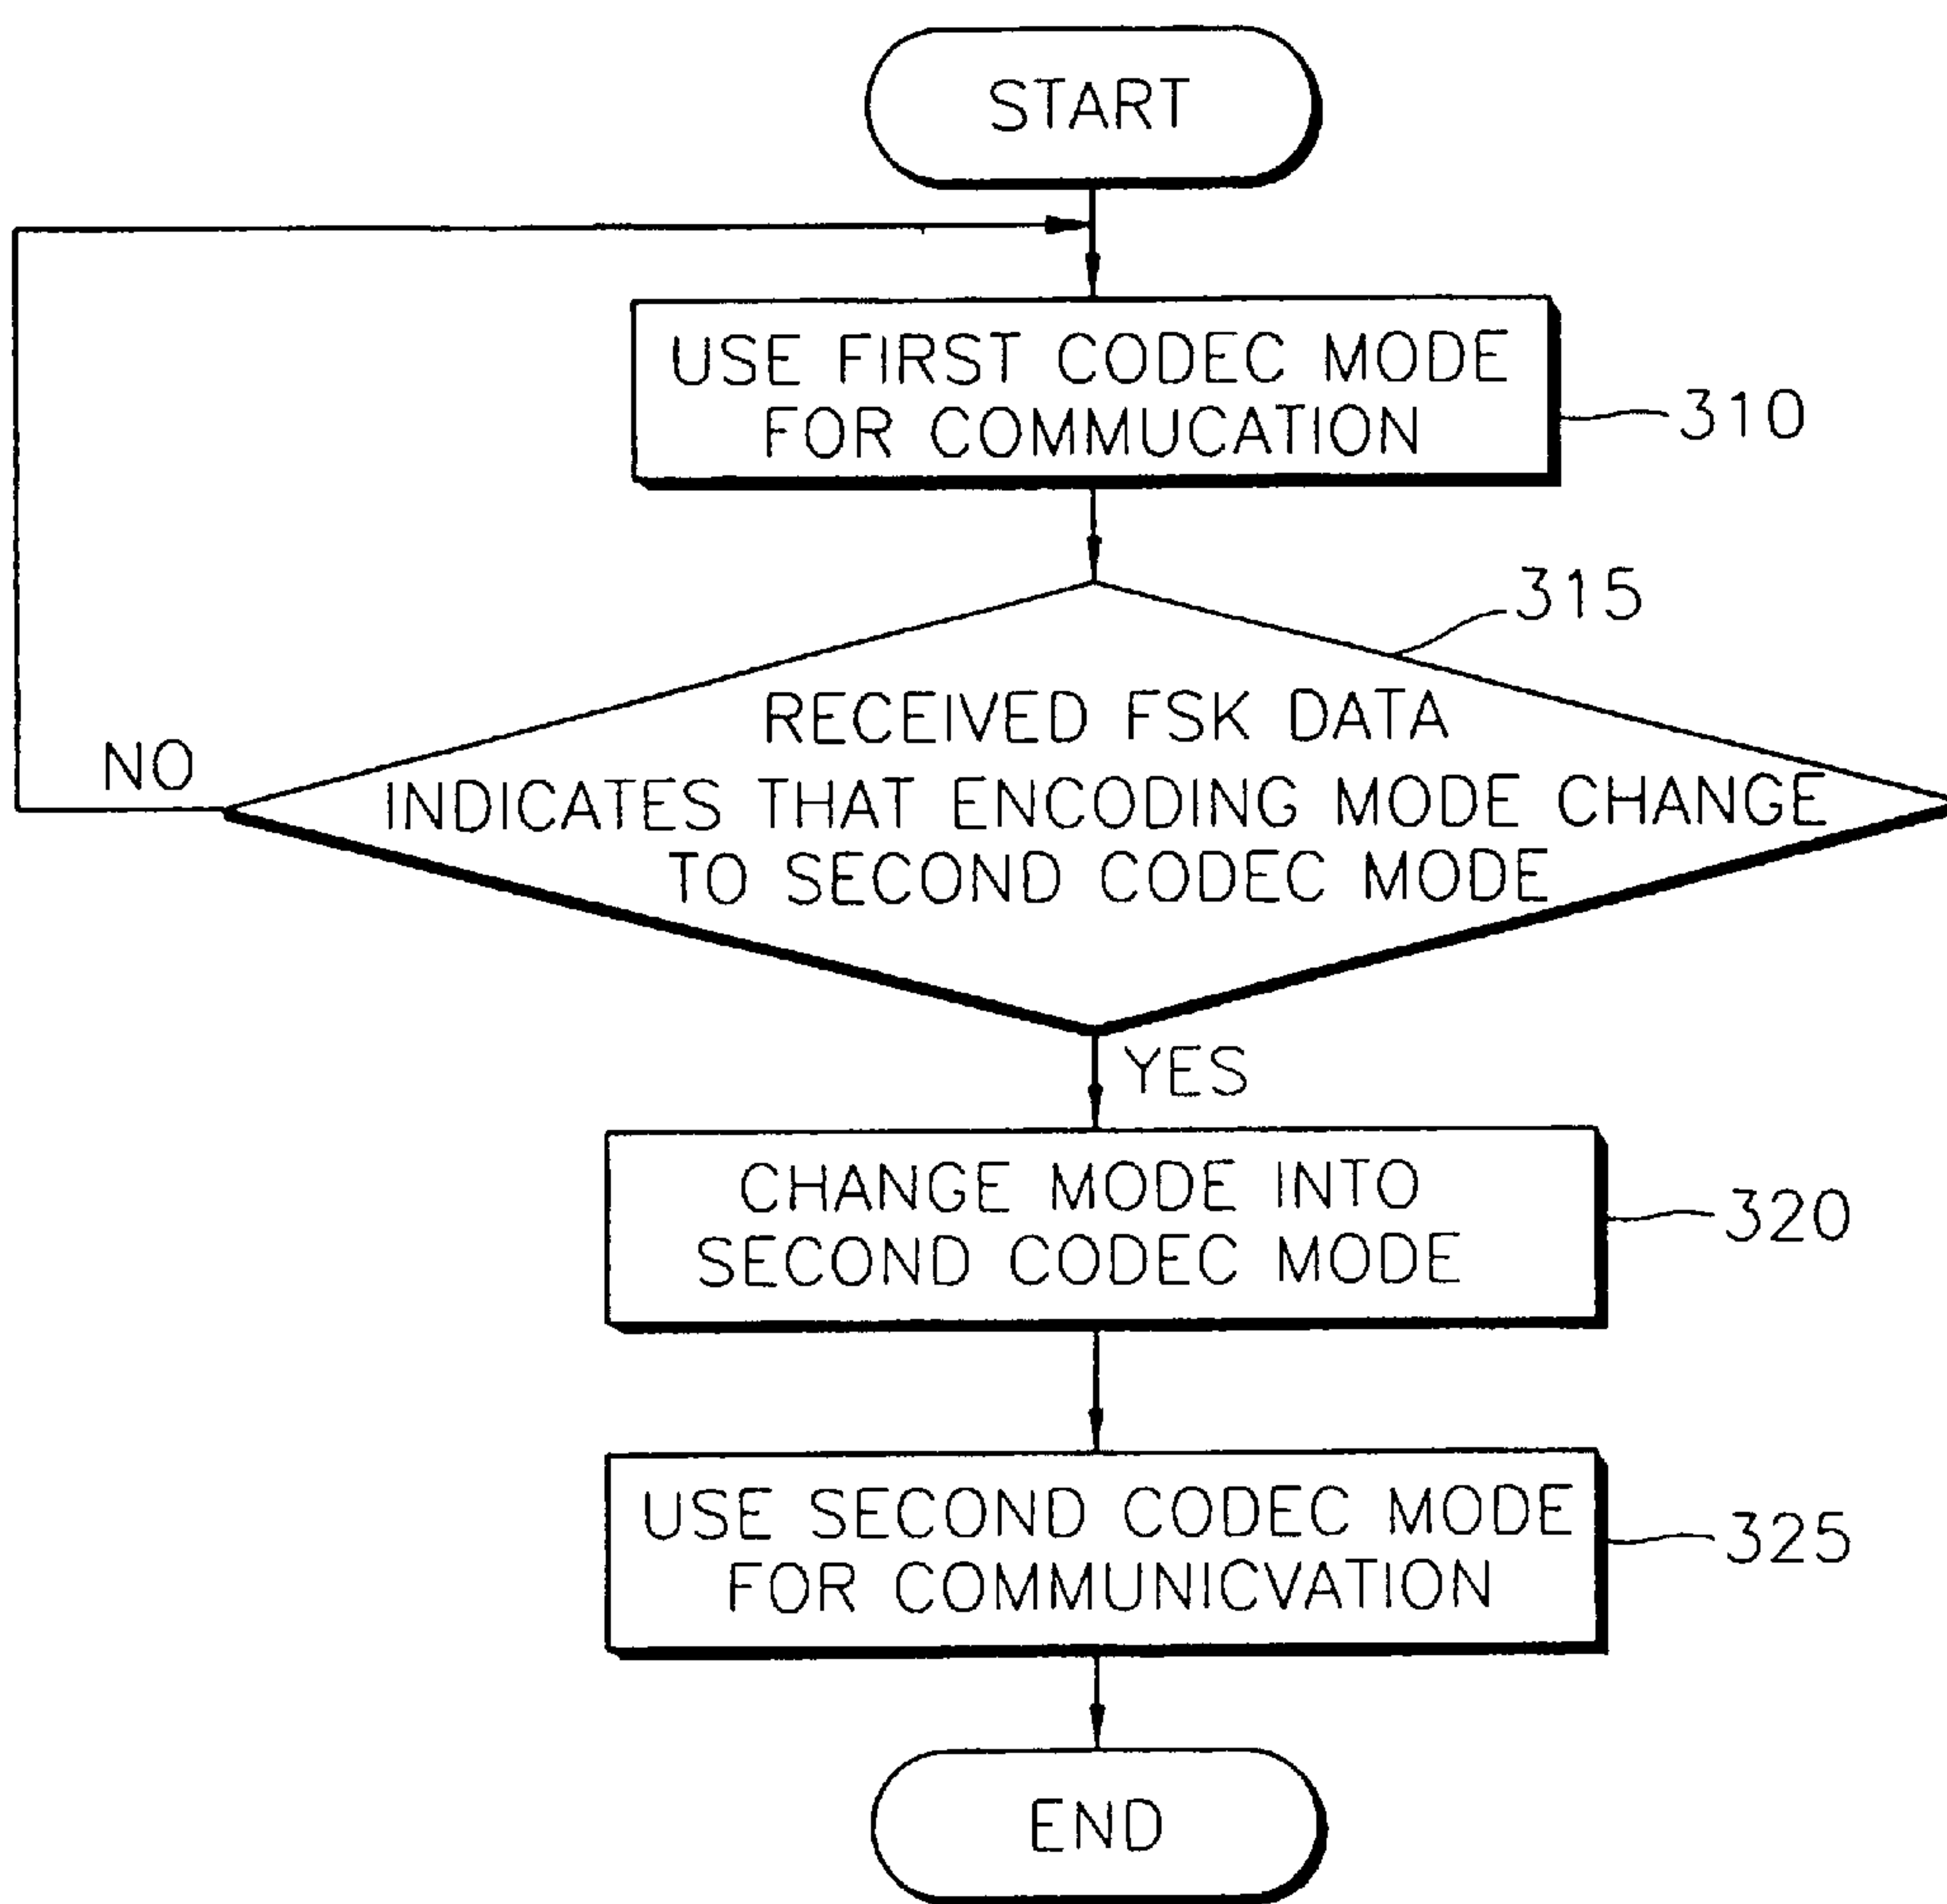 START
USE FIRST CODEC MODE
FOR COMMUCATION
310
315
RECEIVED FSK DATA
INDICATES THAT ENCODING MODE CHANGE
TO SECOND CODEC MODE
NO
YES
CHANGE MODE INTO
SECOND CODEC MODE
320
USE SECOND CODEC MODE
FOR COMMUNICVATION
325
END